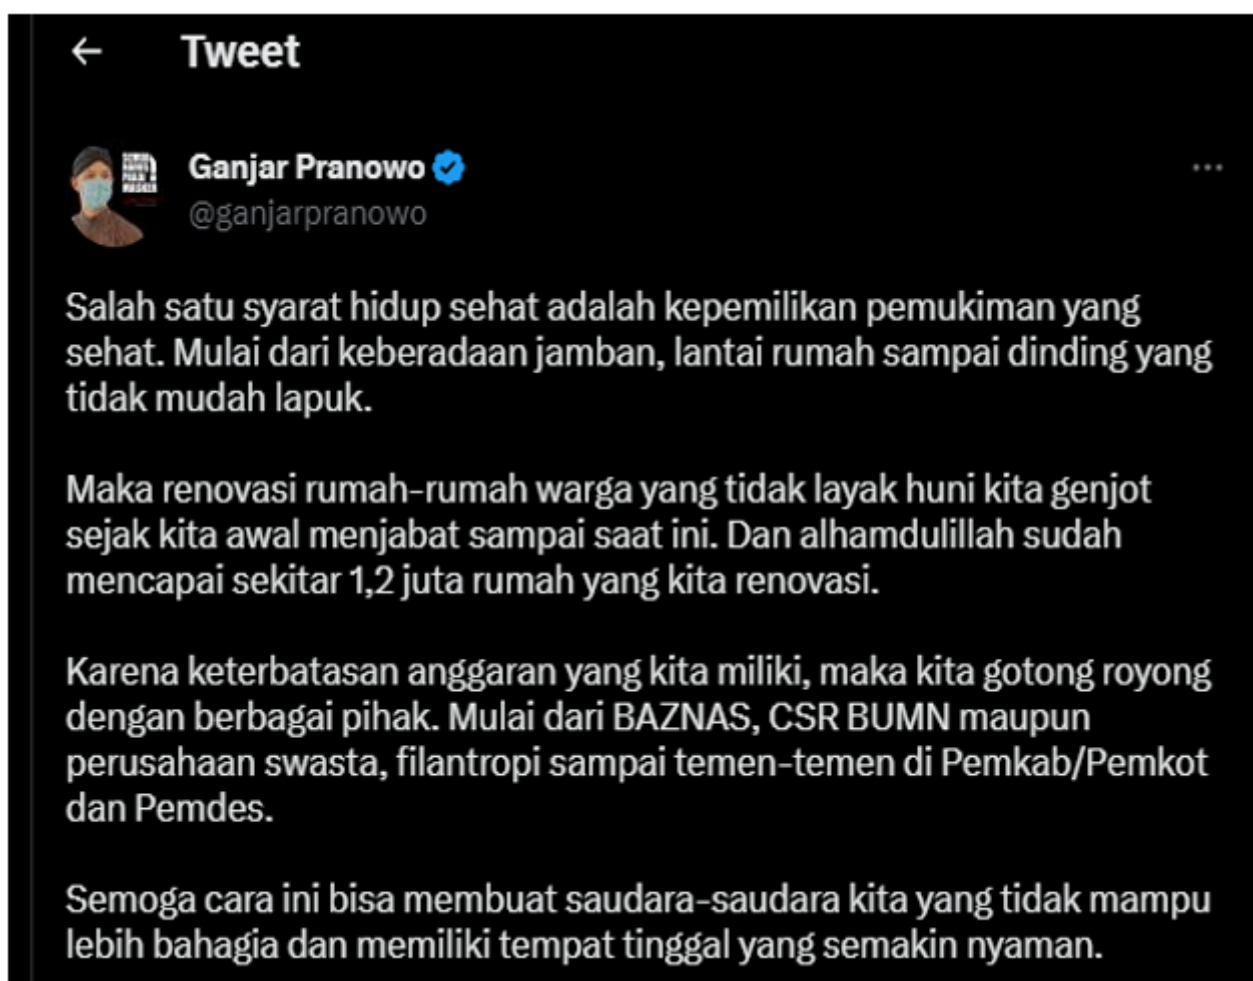 Tweet
Ganjar Pranowo
@ganjarpranowo
Salah satu syarat hidup sehat adalah kepemilikan pemukiman yang
sehat. Mulai dari keberadaan jamban, lantai rumah sampai dinding yang
tidak mudah lapuk.
Maka renovasi rumah-rumah warga yang tidak layak huni kita genjot
sejak kita awal menjabat sampai saat ini. Dan alhamdulillah sudah
mencapai sekitar 1,2 juta rumah yang kita renovasi.
Karena keterbatasan anggaran yang kita miliki, maka kita gotong royong
dengan berbagai pihak. Mulai dari BAZNAS, CSR BUMN maupun
perusahaan swasta, filantropi sampai temen-temen di Pemkab/Pemkot
dan Pemdes.
Semoga cara ini bisa membuat saudara-saudara kita yang tidak mampu
lebih bahagia dan memiliki tempat tinggal yang semakin nyaman.